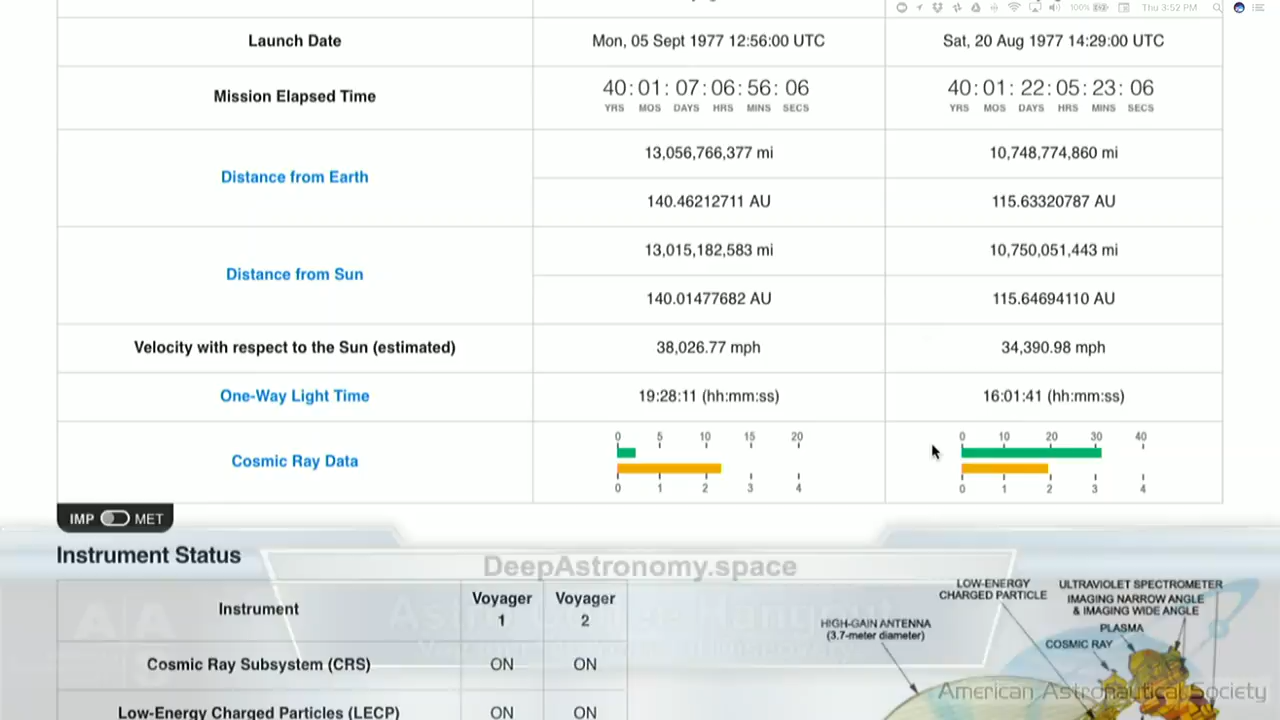 100%
Thu 3:52 PM
Launch Date
Mon, 05 Sept 1977 12:56:00 UTC
Sat, 20 Aug 1977 14:29:00 UTC
Mission Elapsed Time
40:01:07:06:56:06
YRS MOS DAYS HRS MINS SECS
40:01:22:05:23:06
YRS MOS DAYS HRS MINS SECS
Distance from Earth
13,056,766,377 mi
10,748,774,860 mi
140.46212711 AU
115.63320787 AU
Distance from Sun
13,015,182,583 mi
10,750,051,443 mi
140.01477682 AU
115.64694110 AU
Velocity with respect to the Sun (estimated)
38,026.77 mph
34,390.98 mph
One-Way Light Time
19:28:11 (hh:mm:ss)
16:01:41 (hh:mm:ss)
Cosmic Ray Data
0 5 10 15 20
0 1 2 3 4
0 10 20 30 40
0 1 2 3 4
IMP MET
Instrument Status
DeepAstronomy.space
Instrument
Voyager
1
Voyager
2
Cosmic Ray Subsystem (CRS)
ON
ON
Low-Energy Charged Particles (LECP)
ON
ON
LOW-ENERGY
CHARGED PARTICLE
ULTRAVIOLET SPECTROMETER
IMAGING NARROW ANGLE
& IMAGING WIDE ANGLE
PLASMA
COSMIC RAY
HIGH-GAIN ANTENNA
(3.7-meter diameter)
American Astronautical Society